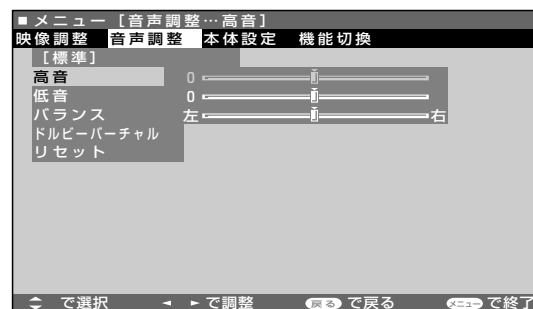 ■メニュー [音声調整…高音]
映像調整 音声調整 本体設定 機能切換
[標準]
高音 0
低音 0
バランス 左 右
ドルビーバーチャル
リセット
で選択 で調整 戻る で戻る メニュー で終了